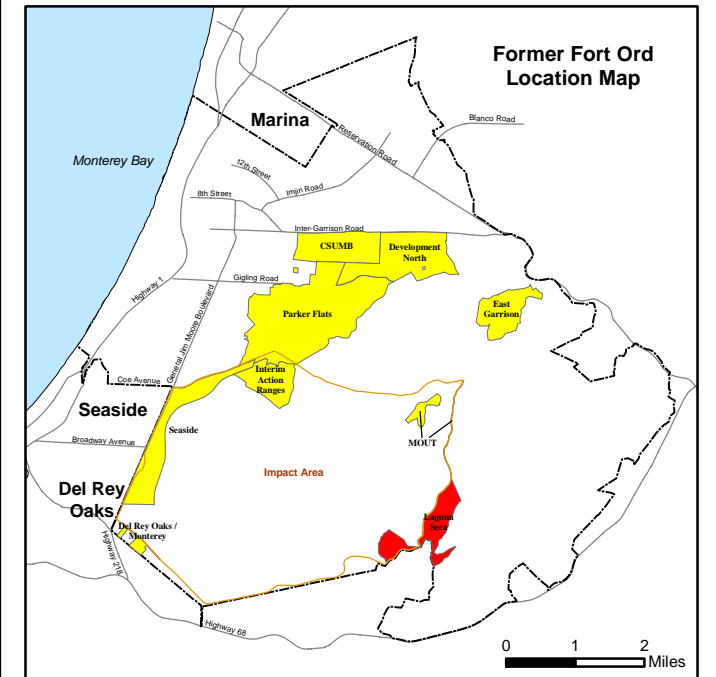 Former Fort Ord
Location Map
Marina
Blanco Road
Reservation Road
Monterey Bay
12th Street
Imjin Road
8th Street
Inter-Garrison Road
CSUMB
Development
North
Gigling Road
Highway 1
General Jim Moore Boulevard
East
Garrison
Parker Flats
Interim
Action
Ranges
Coe Avenue
Seaside
Seaside
Broadway Avenue
MOUT
Impact Area
Del Rey
Oaks
Laguna
Seca
Del Rey Oaks /
Monterey
Highway 218
Highway 68
0 1 2
Miles